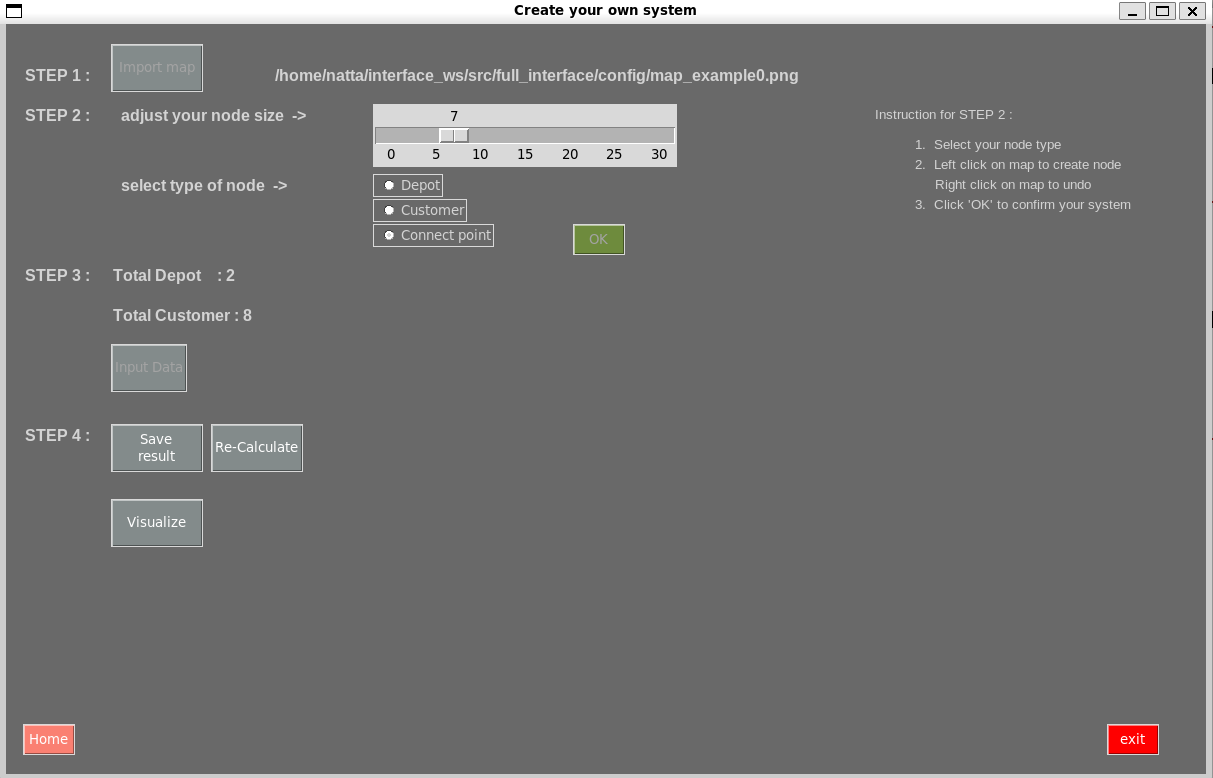 Create your own system
Import map
STEP 1 : /home/natta/interface_ws/src/full_interface/config/map_example0.png
STEP 2 : adjust your node size -> 
7
0 5 10 15 20 25 30
Instruction for STEP 2 :
1. Select your node type
2. Left click on map to create node
Right click on map to undo
3. Click 'OK' to confirm your system
select type of node ->
Depot
Customer
Connect point
OK
STEP 3 : Total Depot : 2
Total Customer : 8
Input Data
STEP 4 :
Save
result
Re-Calculate
Visualize
Home
exit